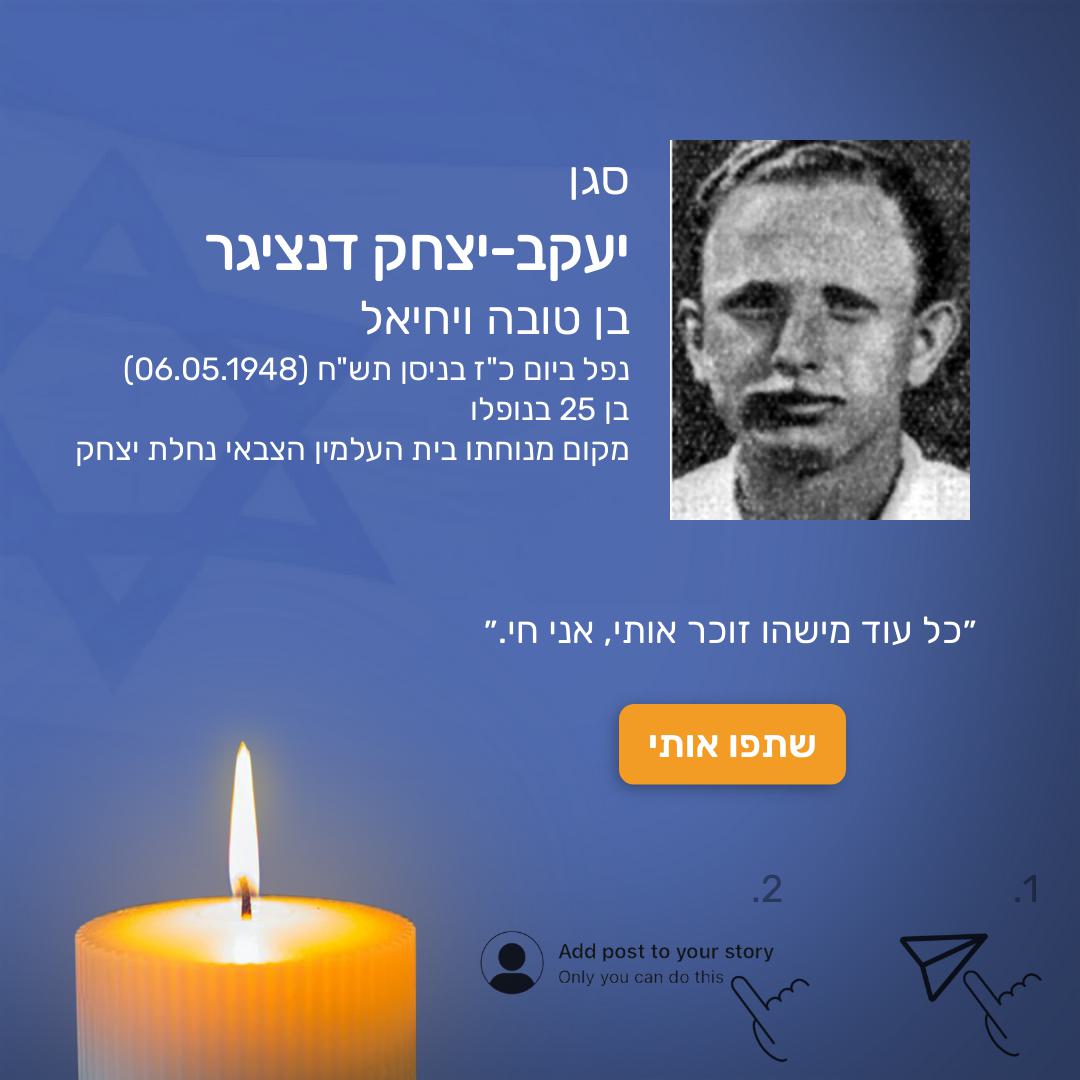 סגן
יעקב-יצחק דנציגר
בן טובה ויחיאל
נפל ביום כ"ז בניסן תש"ח (06.05.1948)
בן 25 בנופלו
מקום מנוחתו בית העלמין הצבאי נחלת יצחק
"כל עוד מישהו זוכר אותי, אני חי."
שתפו אותי
.1
.2
Add post to your story
Only you can do this